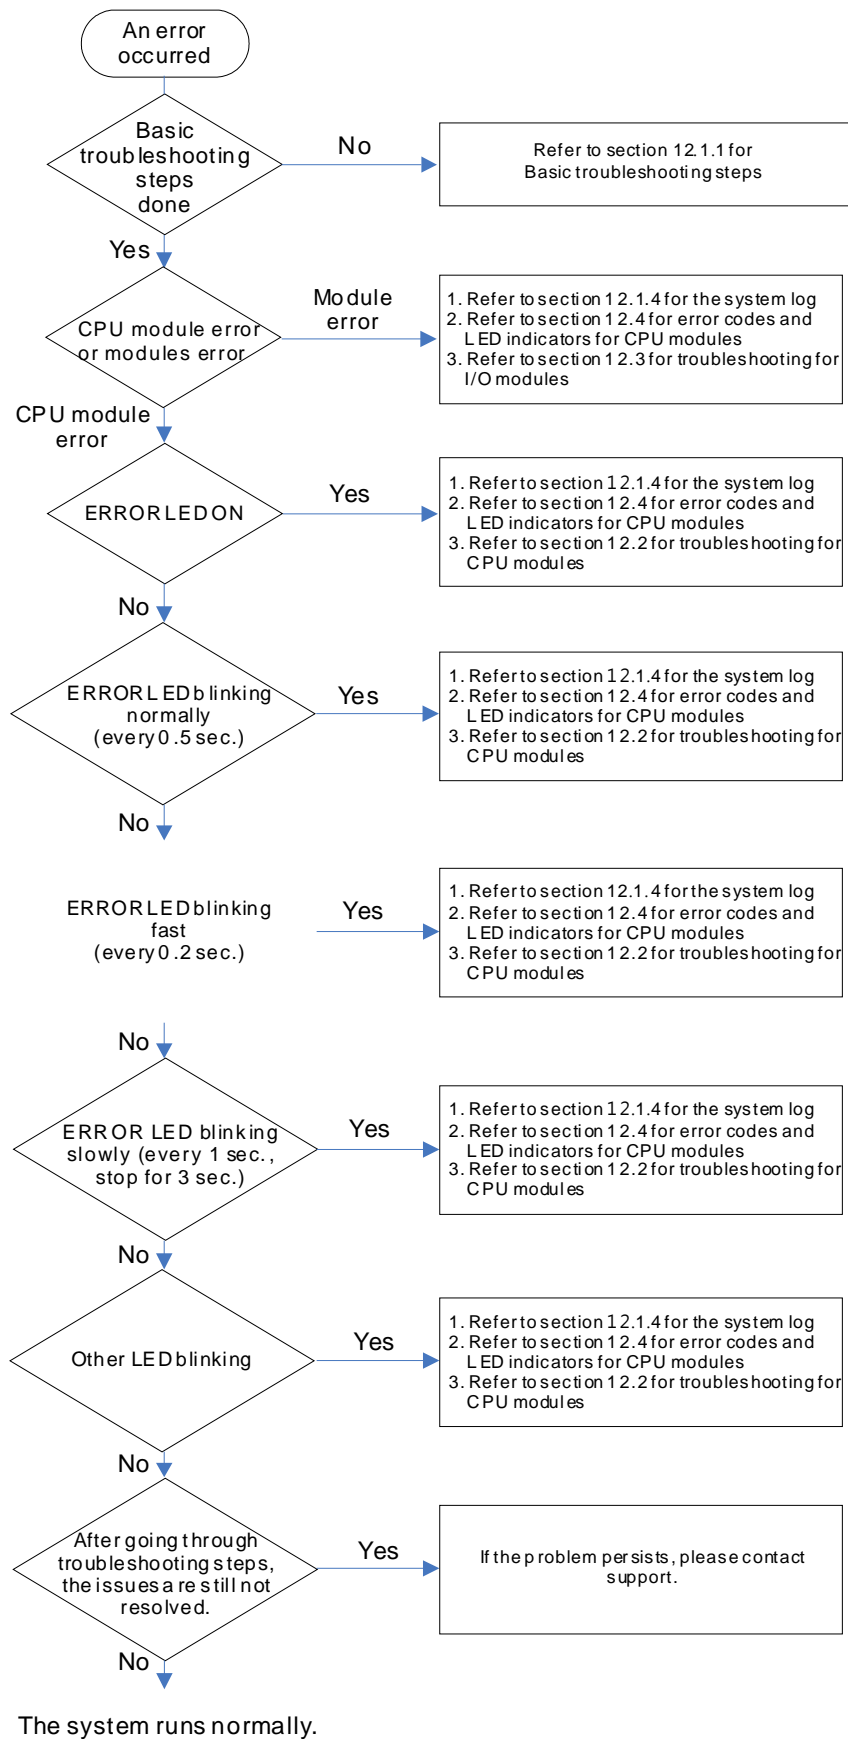 An error
occurred
Basic
troubleshooting
steps
done
No
Refer to section 12.1.1 for
Basic troubleshooting steps
Yes
CPU module error
or modules error
Module
error
1. Refer to section 12.1.4 for the system log
2. Refer to section 12.4 for error codes and
LED indicators for CPU modules
3. Refer to section 12.3 for troubleshooting for
I/O modules
CPU module
error
ERROR LED ON
Yes
1. Refer to section 12.1.4 for the system log
2. Refer to section 12.4 for error codes and
LED indicators for CPU modules
3. Refer to section 12.2 for troubleshooting for
CPU modules
No
ERROR LED blinking
normally
(every 0.5 sec.)
Yes
1. Refer to section 12.1.4 for the system log
2. Refer to section 12.4 for error codes and
LED indicators for CPU modules
3. Refer to section 12.2 for troubleshooting for
CPU modules
No
ERROR LED blinking
fast
(every 0.2 sec.)
Yes
1. Refer to section 12.1.4 for the system log
2. Refer to section 12.4 for error codes and
LED indicators for CPU modules
3. Refer to section 12.2 for troubleshooting for
CPU modules
No
ERROR LED blinking
slowly (every 1 sec.,
stop for 3 sec.)
Yes
1. Refer to section 12.1.4 for the system log
2. Refer to section 12.4 for error codes and
LED indicators for CPU modules
3. Refer to section 12.2 for troubleshooting for
CPU modules
No
Other LED blinking
Yes
1. Refer to section 12.1.4 for the system log
2. Refer to section 12.4 for error codes and
LED indicators for CPU modules
3. Refer to section 12.2 for troubleshooting for
CPU modules
No
After going through
troubleshooting steps,
the issues are still not
resolved.
Yes
If the problem persists, please contact
support.
No
The system runs normally.